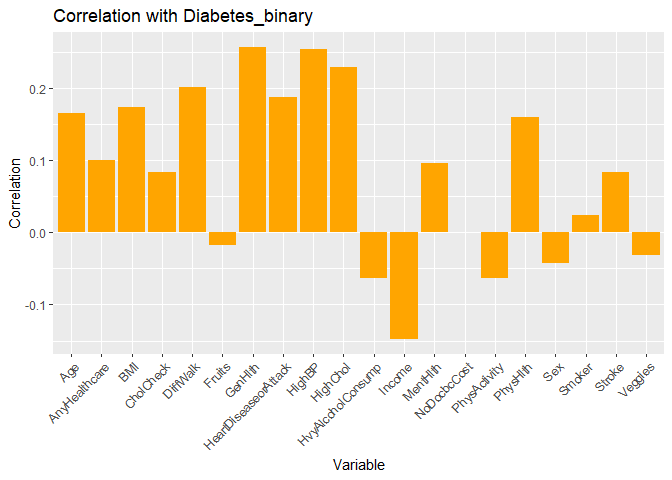 Correlation with Diabetes_binary
Correlation
0.2
0.1
0.0
-0.1
Age
AnyHealthcare
BMI
CholCheck
DiffWalk
Fruits
GenHlth
HeartDiseaseorAttack
HighBP
HighChol
HvyAlcoholConsump
Income
MentHlth
NoDocbcCost
PhysActivity
PhysHlth
Sex
Smoker
Stroke
Veggies
Variable